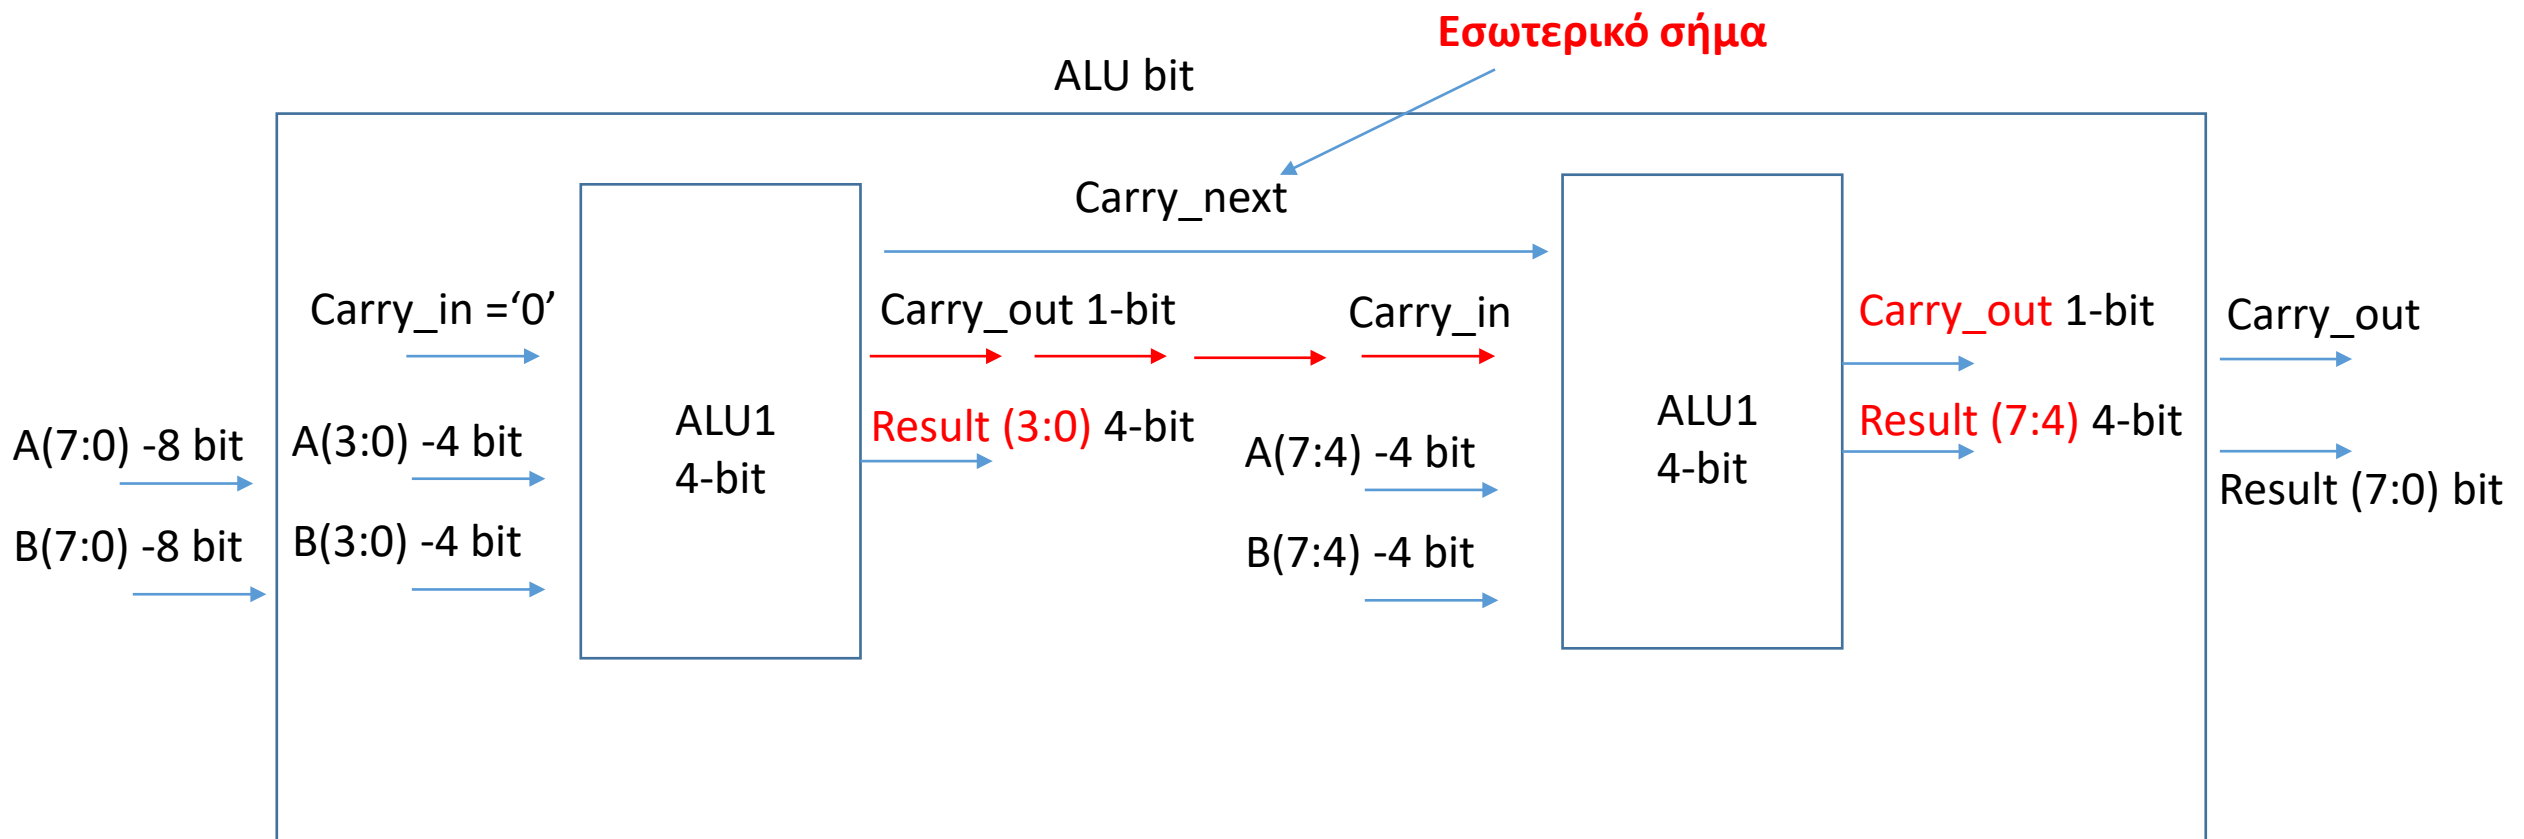 Εσωτερικό σήμα
ALU bit
Carry_next
Carry_in =‘0’
Carry_out 1-bit
Carry_in
Carry_out 1-bit
Carry_out
A(7:0) -8 bit
A(3:0) -4 bit
ALU1
4-bit
Result (3:0) 4-bit
A(7:4) -4 bit
ALU1
4-bit
Result (7:4) 4-bit
Result (7:0) bit
B(7:0) -8 bit
B(3:0) -4 bit
B(7:4) -4 bit